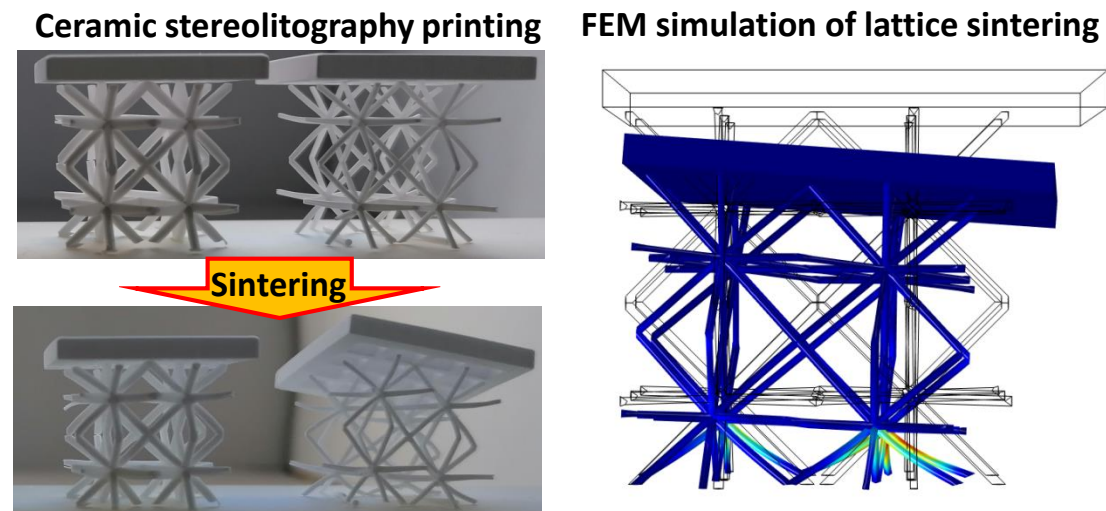 Ceramic stereolitography printing
FEM simulation of lattice sintering
Sintering